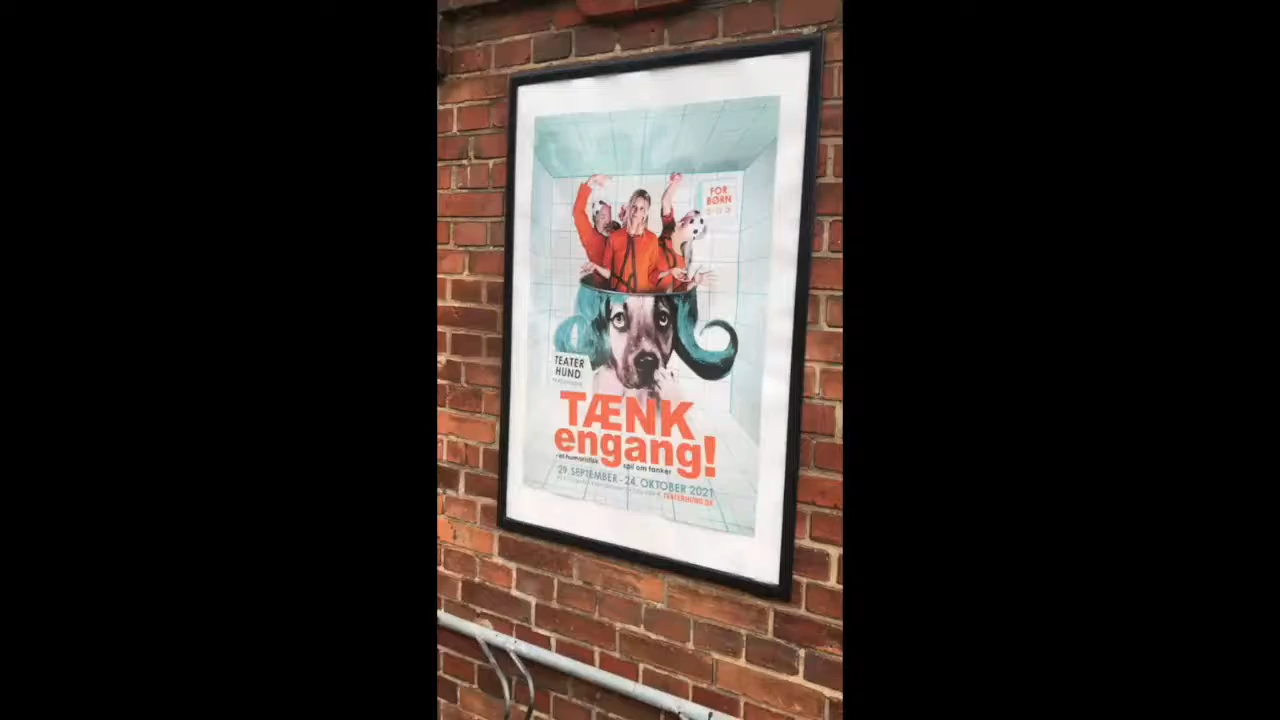 FOR
BØRN
TEATER
HUND
TÆNK
engang!
- et humoristisk spil om tanker
29. SEPTEMBER - 24. OKTOBER 2021
TEATERHUND.DK